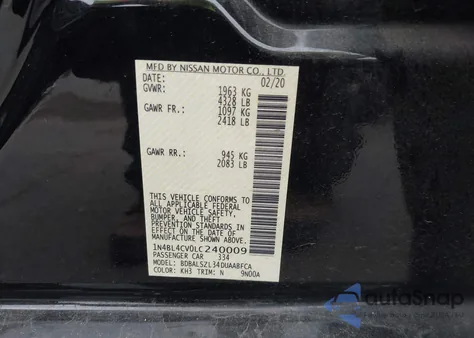 MFD BY NISSAN MOTOR CO., LTD.
DATE: 02/20
GVWR: 1963 KG
4328 LB
GAWR FR.: 1097 KG
2418 LB
GAWR RR.: 945 KG
2083 LB
THIS VEHICLE CONFORMS TO
ALL APPLICABLE FEDERAL
MOTOR VEHICLE SAFETY,
BUMPER, AND THEFT
PREVENTION STANDARDS
IN EFFECT ON THE DATE OF
MANUFACTURE SHOWN ABOVE.
1N4BL4CV0LC240009
PASSENGER CAR 334
MODEL: BDBALSZL34DUAABFCA
COLOR: KH3 TRIM: N 9N00A
AutoSnap